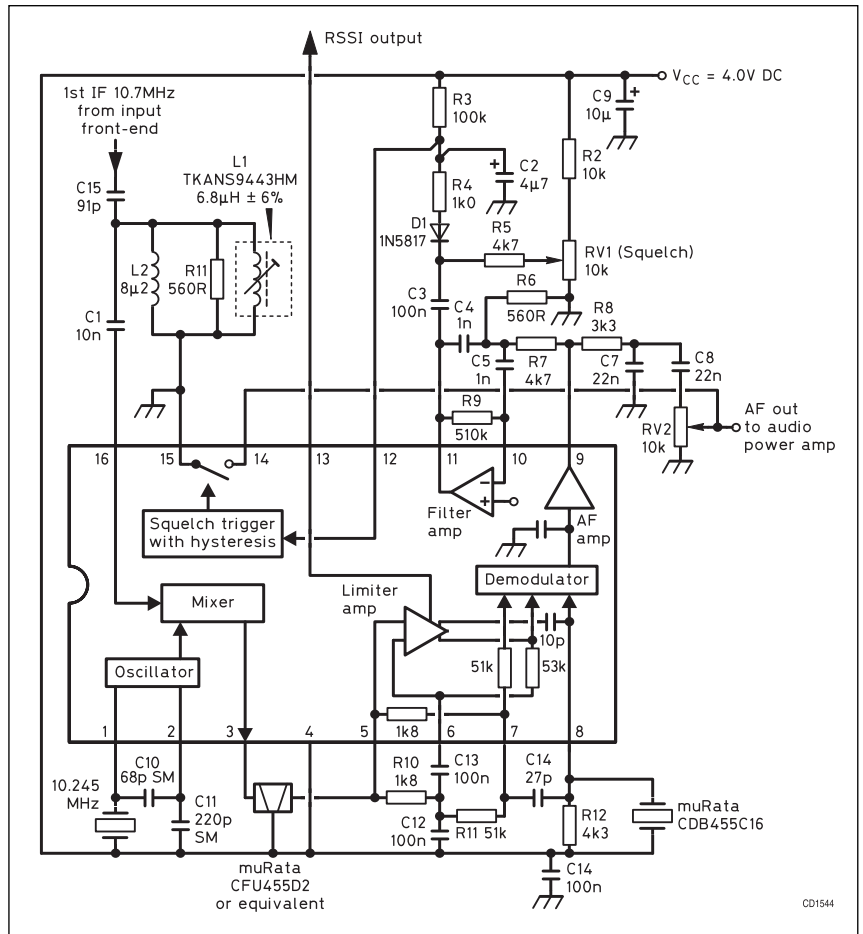 RSSI output
1st IF 10.7MHz
from input
front-end
VCC = 4.0V DC
C9
10µ
+
R3
100k
R2
10k
L1
TKANS9443HM
6.8µH ± 6%
C15
91p
+
C2
4µ7
R4
1k0
D1
1N5817
R5
4k7
RV1 (Squelch)
10k
L2
8µ2
R11
560R
R6
560R
C3
100n
C4
1n
R8
3k3
C1
10n
C5
1n
R7
4k7
C7
22n
C8
22n
R9
510k
RV2
10k
AF out
to audio
power amp
16
15
14
13
12
11
10
9
Filter
amp
AF
amp
Squelch trigger
with hysteresis
Limiter
amp
Demodulator
Mixer
10p
51k
53k
Oscillator
1
2
3
4
5
1k8
6
7
8
10.245
MHz
C10
68p SM
C11
220p
SM
R10
1k8
C13
100n
C14
27p
C12
100n
R11 51k
R12
4k3
muRata
CDB455C16
muRata
CFU455D2
or equivalent
C14
100n
CD1544